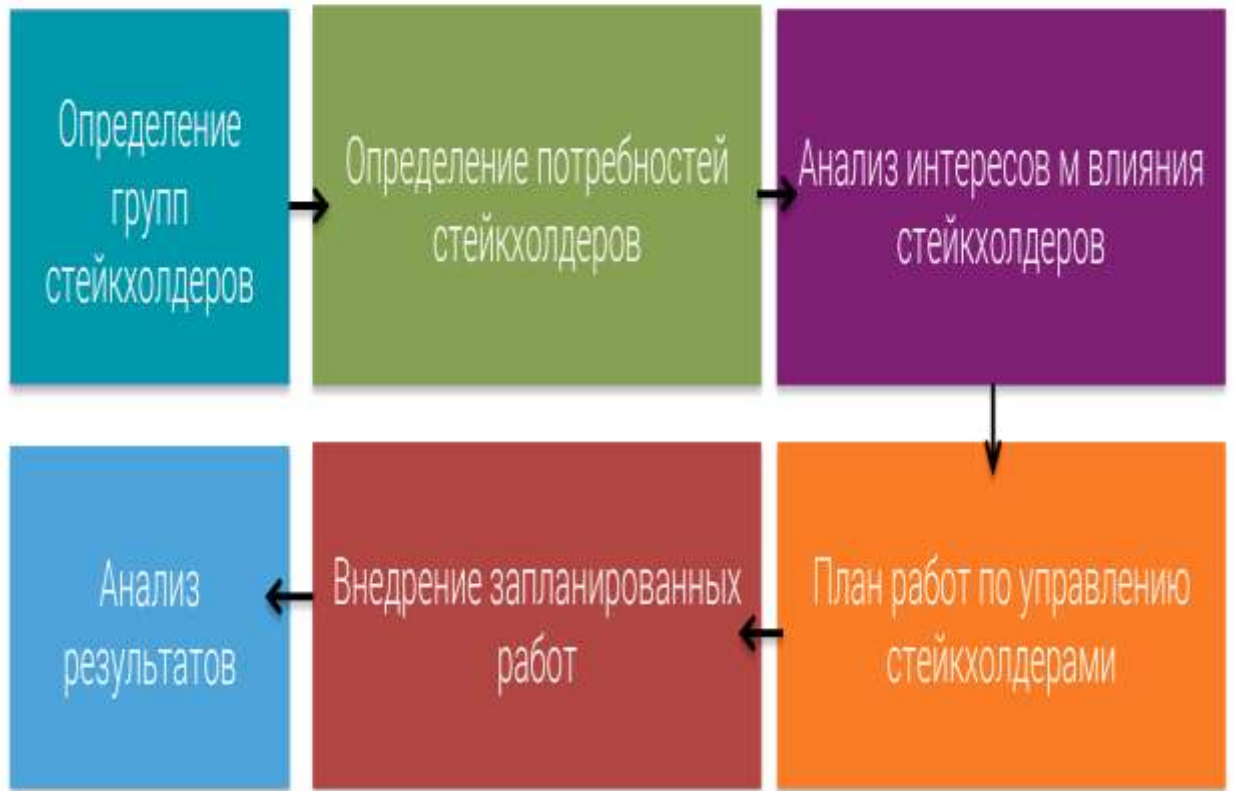 Определение
групп
стейкхолдеров
Определение потребностей
стейкхолдеров
Анализ интересов м влияния
стейкхолдеров
План работ по управлению
стейкхолдерами
Внедрение запланированных
работ
Анализ
результатов